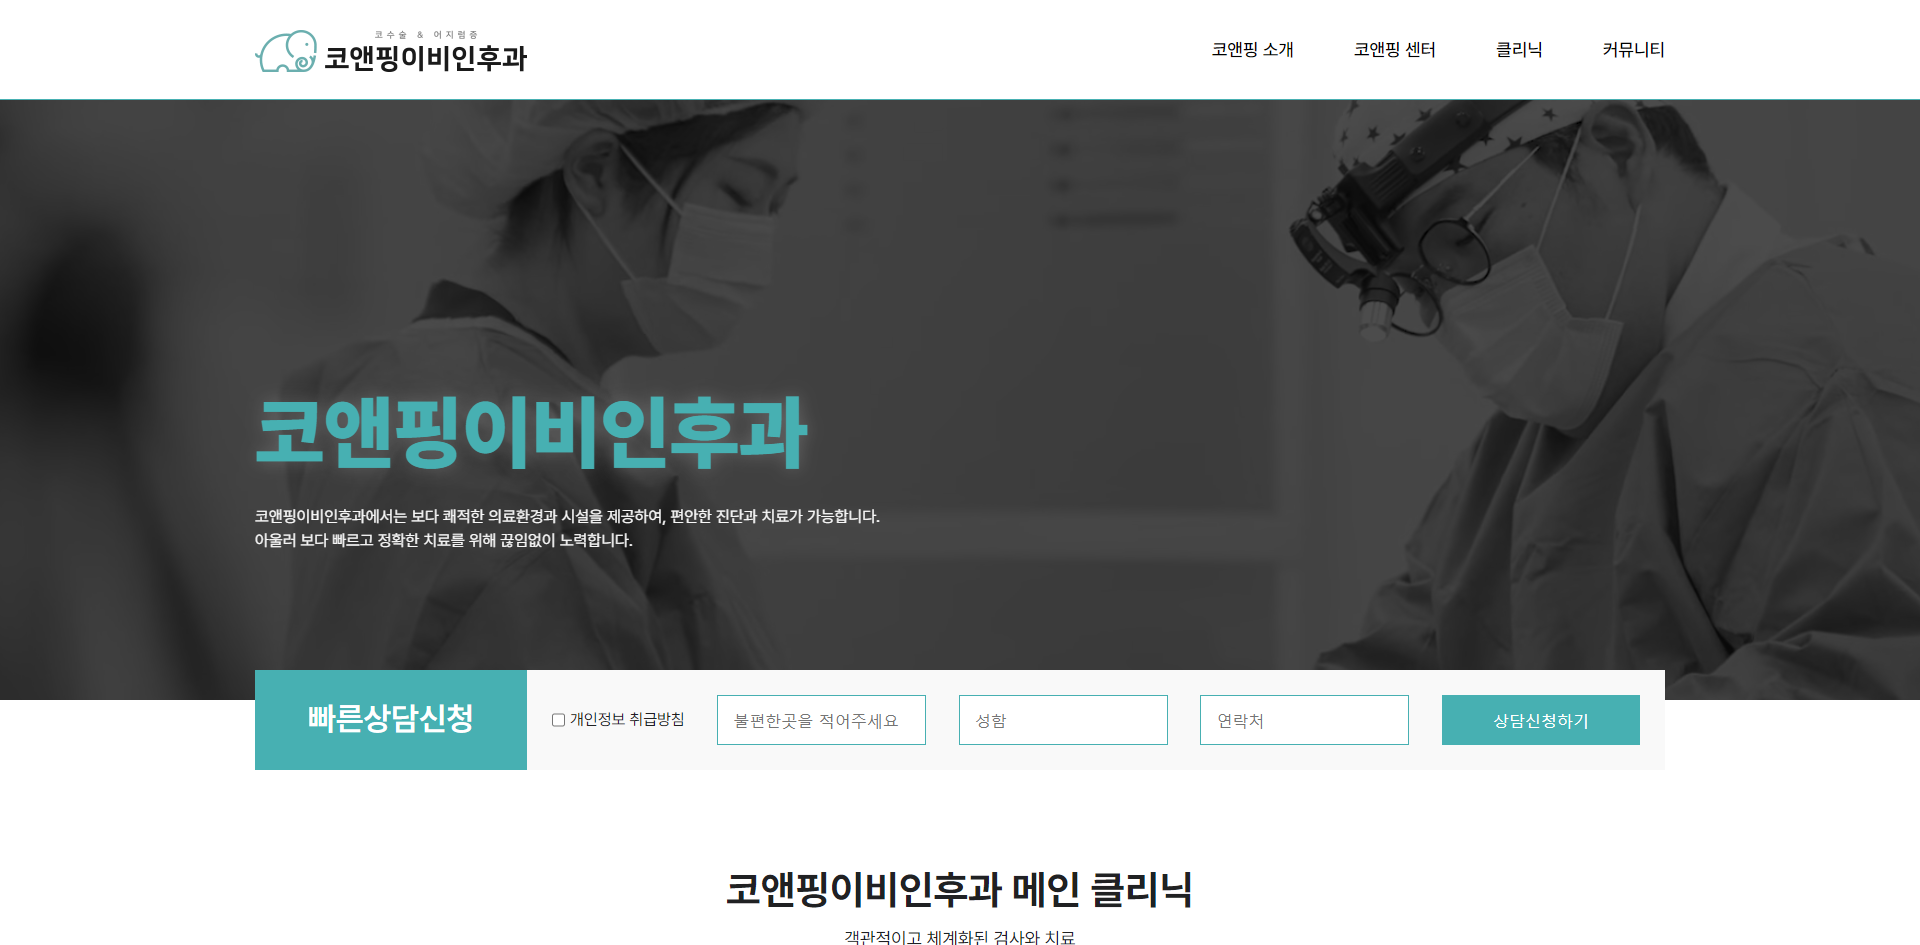 코수술 & 어지럼증
코앤핑이비인후과
코앤핑 소개
코앤핑 센터
클리닉
커뮤니티
코앤핑이비인후과
코앤핑이비인후과에서는 보다 쾌적한 의료환경과 시설을 제공하여, 편안한 진단과 치료가 가능합니다.
아울러 보다 빠르고 정확한 치료를 위해 끊임없이 노력합니다.
빠른상담신청
개인정보 취급방침
불편한곳을 적어주세요
성함
연락처
상담신청하기
코앤핑이비인후과 메인 클리닉
객관적이고 체계화된 검사와 치료